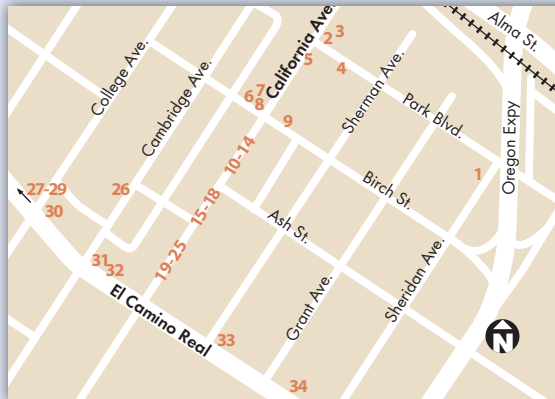 Alma St.
California Ave.
3
2
5
4
College Ave.
Cambridge Ave.
Sherman Ave.
7
6
8
9
Park Blvd.
Oregon Expy
10-14
1
Birch St.
27-29
26
30
15-18
Ash St.
31
32
19-25
Sheridan Ave.
El Camino Real
Grant Ave.
33
N
34